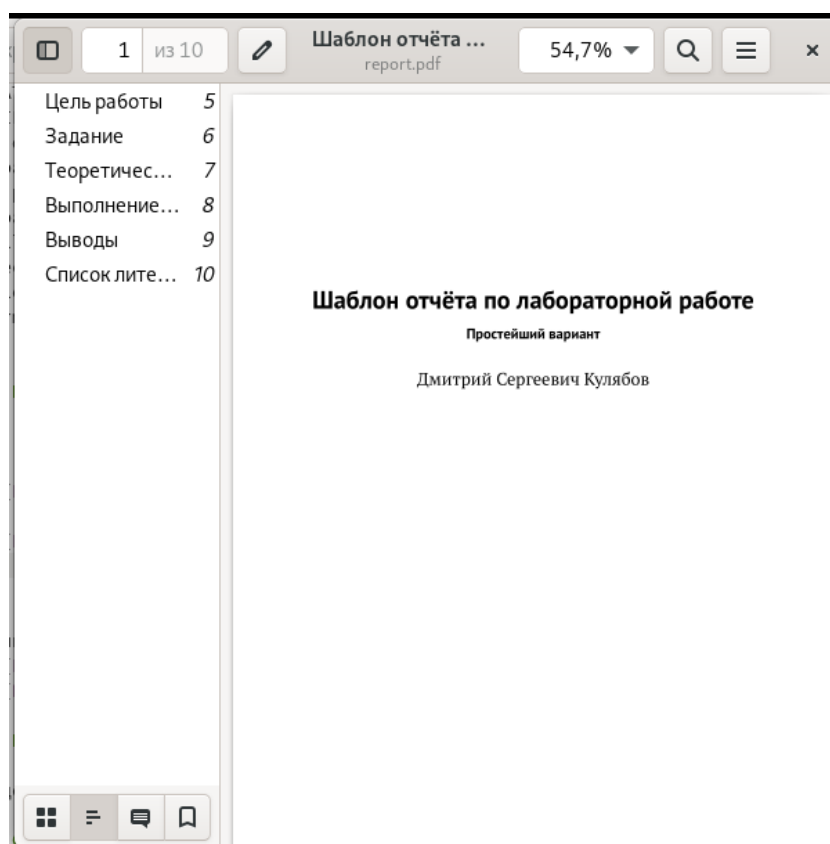 1 из 10
Шаблон отчёта ...
report.pdf
54,7%
Цель работы 5
Задание 6
Теоретичес... 7
Выполнение... 8
Выводы 9
Список лите... 10
Шаблон отчёта по лабораторной работе
Простейший вариант
Дмитрий Сергеевич Кулябов